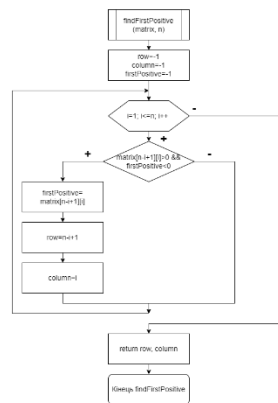 findFirstPositive
(matrix, n)
row=-1
column=-1
firstPositive=-1
i=1; i<=n; i++
-
+
matrix[n-i+1][i]>0 &&
firstPositive<0
+
-
firstPositive=
matrix[n-i+1][i]
row=n-i+1
column=i
return row, column
Кінець findFirstPositive